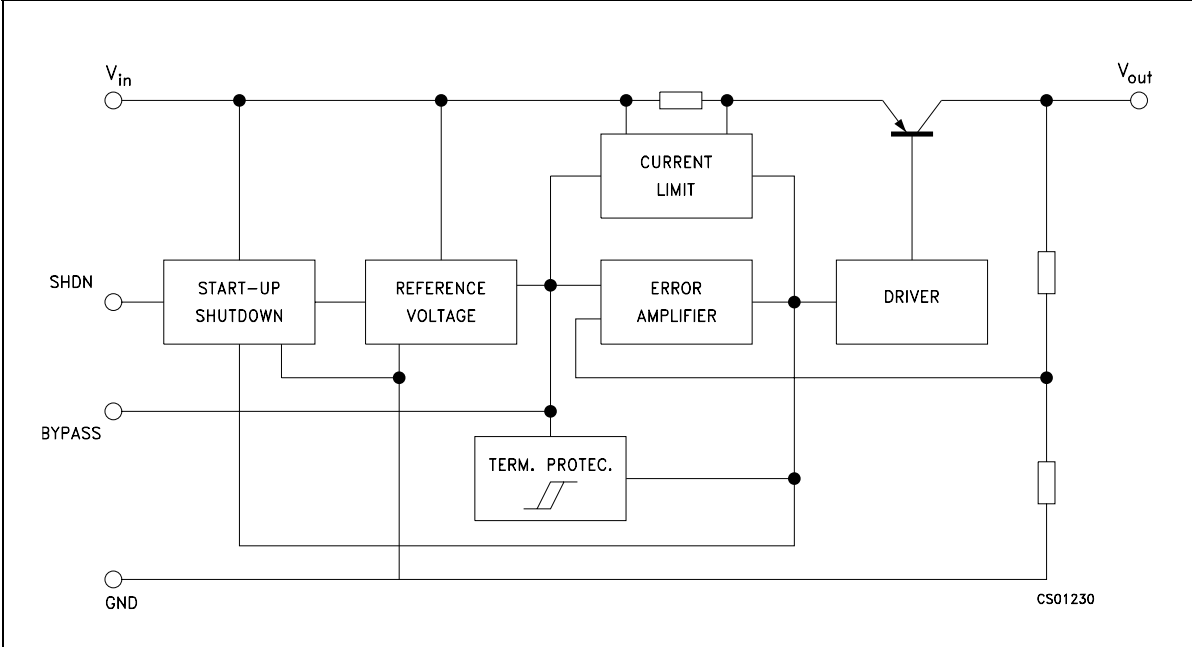 Vin
Vout
CURRENT
LIMIT
SHDN
START-UP
SHUTDOWN
REFERENCE
VOLTAGE
ERROR
AMPLIFIER
DRIVER
BYPASS
TERM. PROTEC.
GND
CS01230